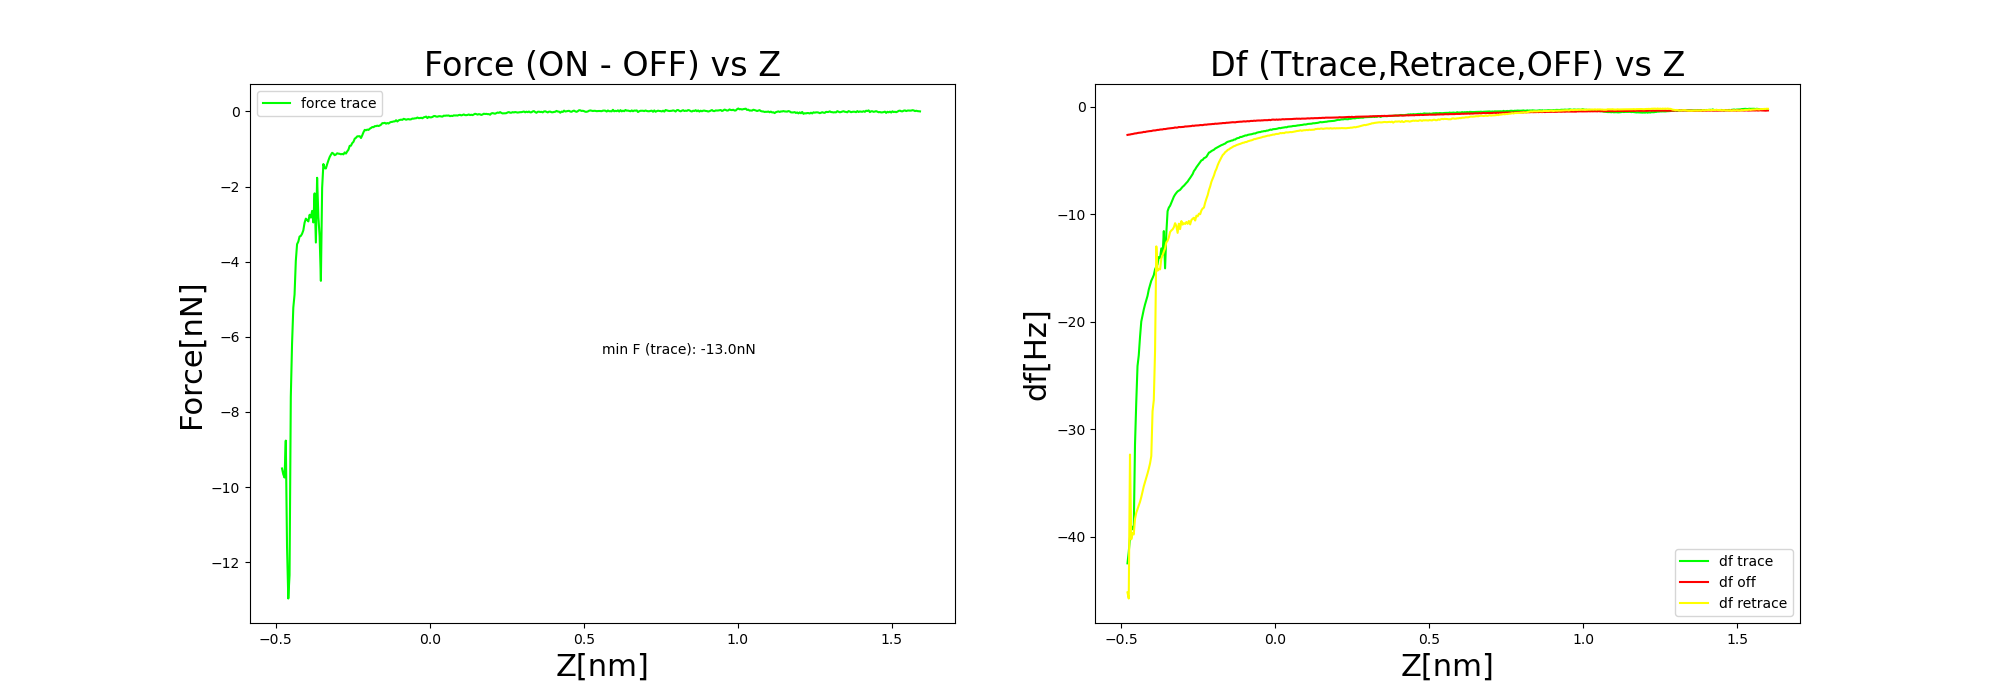 Force (ON - OFF) vs Z
force trace
0
−2
−4
−6
−8
−10
−12
Force[nN]
min F (trace): -13.0nN
−0.5 0.0 0.5 1.0 1.5
Z[nm]
Df (Ttrace,Retrace,OFF) vs Z
0
−10
−20
−30
−40
df[Hz]
df trace
df off
df retrace
−0.5 0.0 0.5 1.0 1.5
Z[nm]